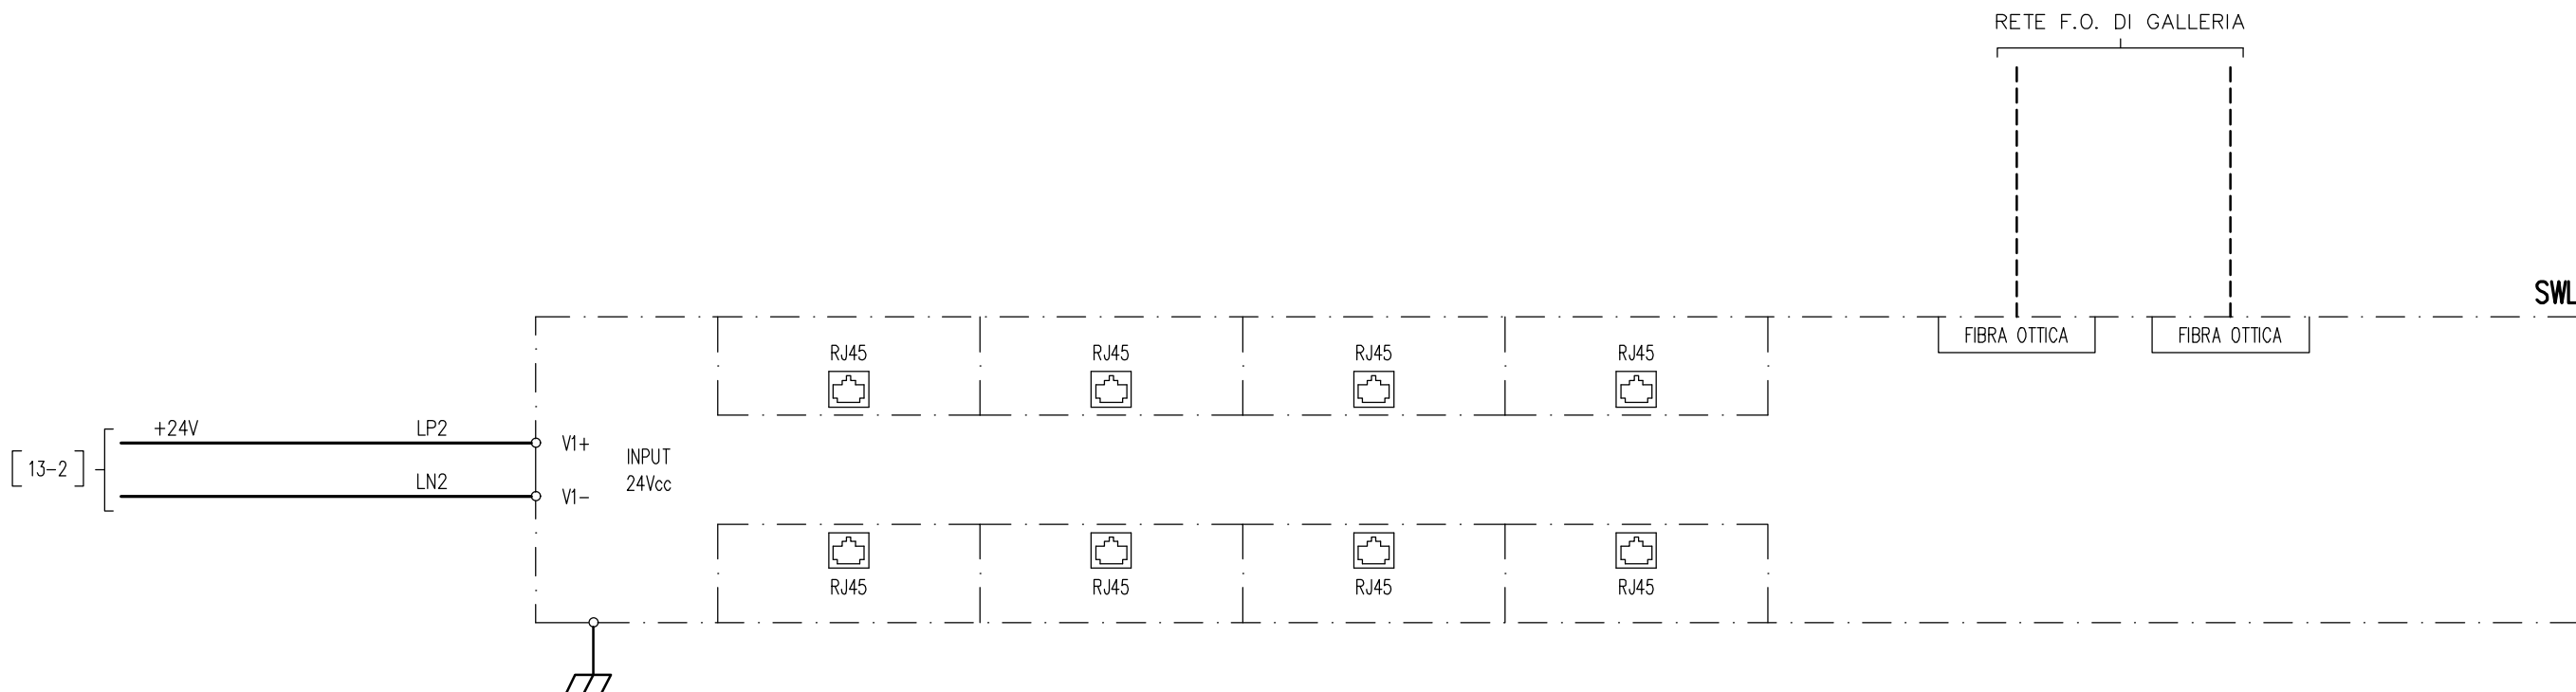 RETE F.O. DI GALLERIA
SWL
FIBRA OTTICA FIBRA OTTICA
RJ45 RJ45 RJ45 RJ45
+24V LP2
V1+
INPUT
24Vcc
13-2
LN2
V1-
RJ45 RJ45 RJ45 RJ45